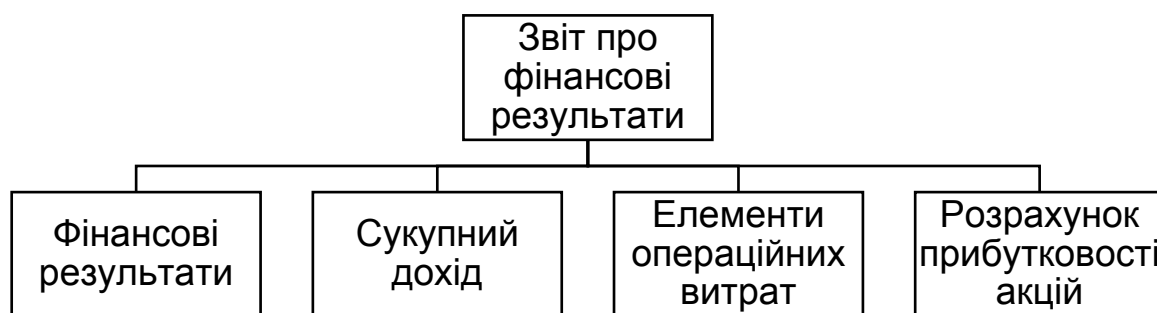 Звіт про
фінансові
результати
Фінансові
результати
Сукупний
дохід
Елементи
операційних
витрат
Розрахунок
прибутковості
акцій